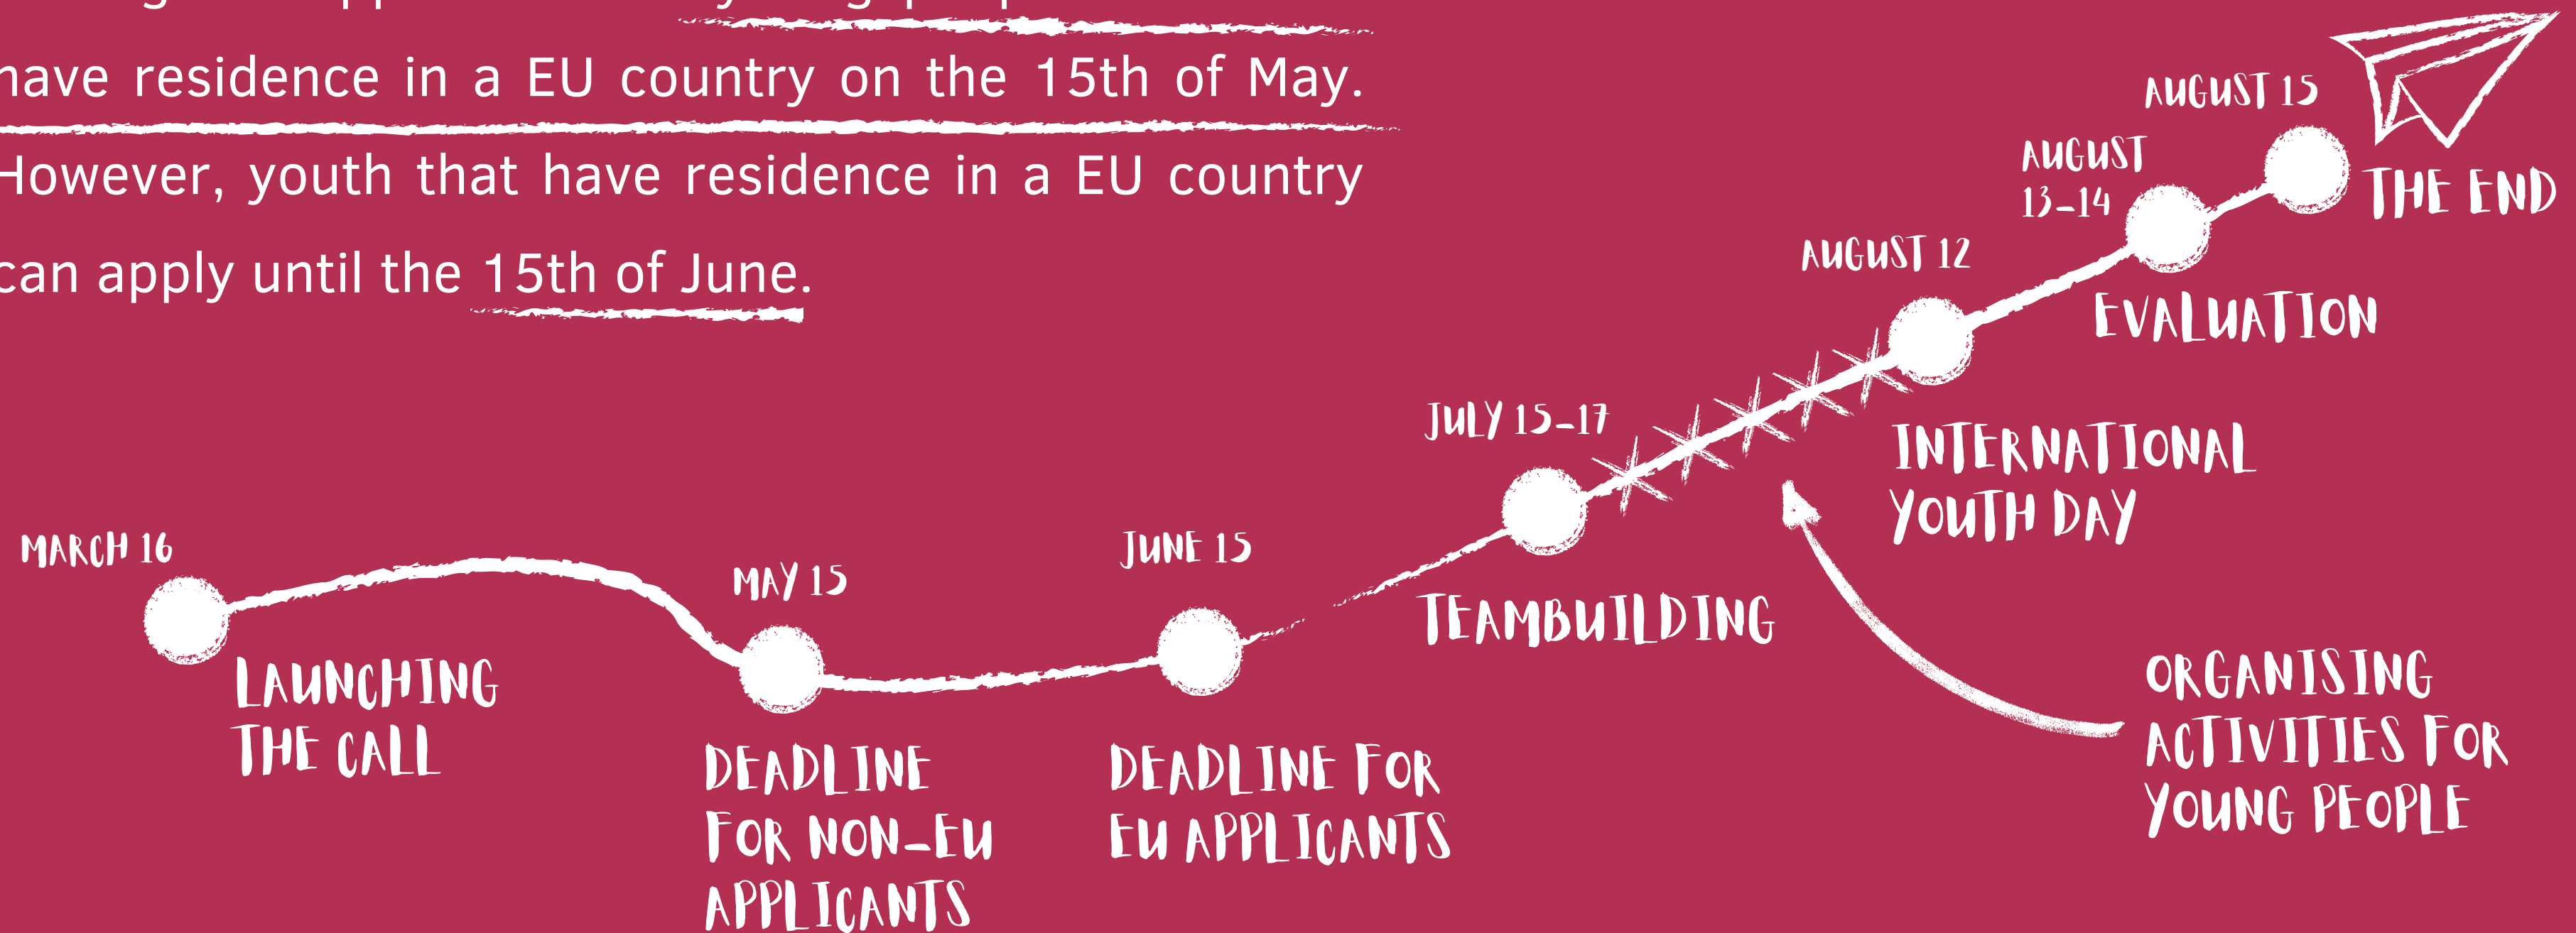 have residence in a EU country on the 15th of May.
However, youth that have residence in a EU country
can apply until the 15th of June.
MARCH 16
LAUNCHING
THE CALL
MAY 15
DEADLINE
FOR NON-EU
APPLICANTS
JUNE 15
DEADLINE FOR
EU APPLICANTS
JULY 15-17
TEAMBUILDING
ORGANISING
ACTIVITIES FOR
YOUNG PEOPLE
AUGUST 12
INTERNATIONAL
YOUTH DAY
AUGUST
13-14
EVALUATION
AUGUST 15
THE END